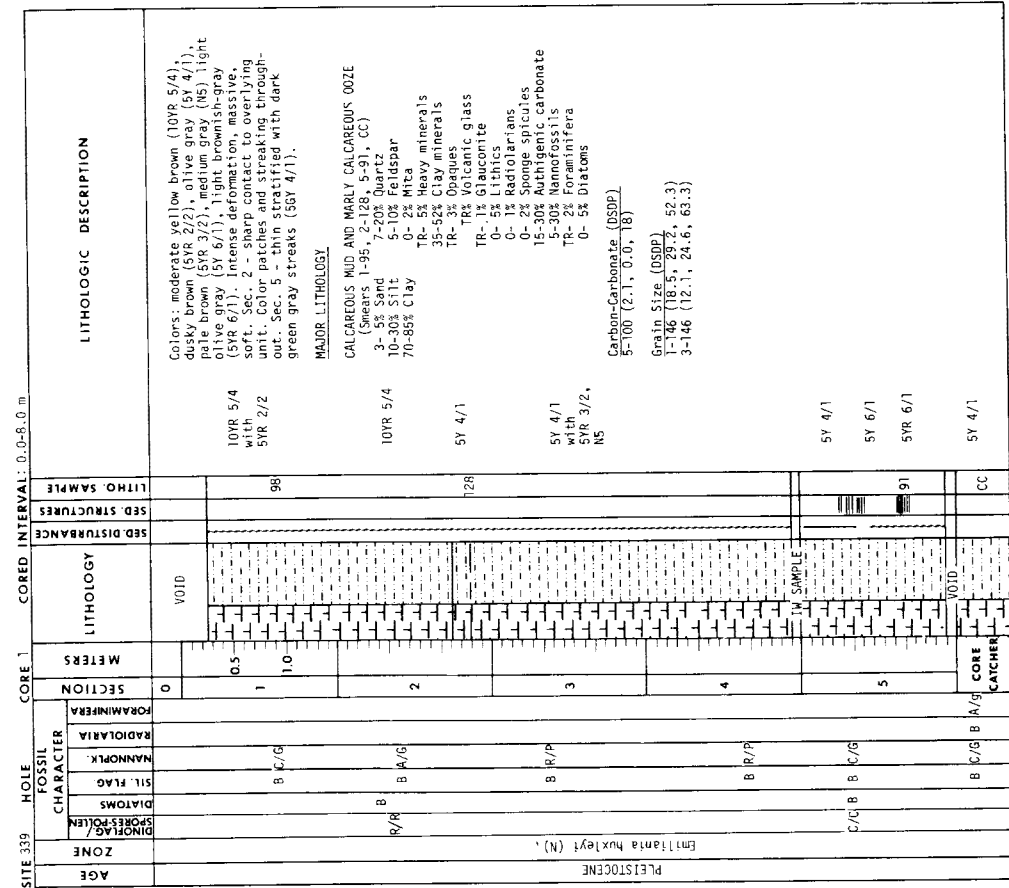 SITE 339 HOLE CORE 1 CORED INTERVAL: 0.0-8.0 m
AGE
ZONE
FOSSIL
CHARACTER
DINOFLAG./
SPORES-POLLEN
DIATOMS
SIL. FLAG
NANNOPLK.
RADIOLARIA
FORAMINIFERA
SECTION
METERS
LITHOLOGY
SED. DISTURBANCE
SED. STRUCTURES
LITHO. SAMPLE
LITHOLOGIC DESCRIPTION
PLEISTOCENE
Emiliania huxleyi (N),
R/R
C/C
B
B
B C/G
B A/G
B R/P
B R/P
B C/G
B C/G B A/g
0
1
2
3
4
5
CORE
CATCHER
0.5
1.0
VOID
IW SAMPLE
VOID
98
128
91
CC
10YR 5/4
with
5YR 2/2
10YR 5/4
5Y 4/1
5Y 4/1
with
5YR 3/2,
N5
5Y 4/1
5Y 6/1
5YR 6/1
5Y 4/1
Colors: moderate yellow brown (10YR 5/4),
dusky brown (5YR 2/2), olive gray (5Y 4/1),
pale brown (5YR 3/2), medium gray (N5) light
olive gray (5Y 6/1), light brownish-gray
(5YR 6/1). Intense deformation, massive,
soft. Sec. 2 - sharp contact to overlying
unit. Color patches and streaking through-
out. Sec. 5 - thin stratified with dark
green gray streaks (5GY 4/1).
MAJOR LITHOLOGY
CALCAREOUS MUD AND MARLY CALCAREOUS OOZE
(Smears 1-95, 2-128, 5-91, CC)
3- 5% Sand 7-20% Quartz
10-30% Silt 5-10% Feldspar
70-85% Clay 0- 2% Mita
TR- 5% Heavy minerals
35-52% Clay minerals
TR- 3% Opaques
TR% Volcanic glass
TR-.1% Glauconite
0- 5% Lithics
0- 1% Radiolarians
0- 2% Sponge spicules
15-30% Authigenic carbonate
5-30% Nannofossils
TR- 2% Foraminifera
0- 5% Diatoms
Carbon-Carbonate (DSDP)
5-100 (2.1, 0.0, 18)
Grain Size (DSDP)
1-146 (18.5, 29.2, 52.3)
3-146 (12.1, 24.6, 63.3)